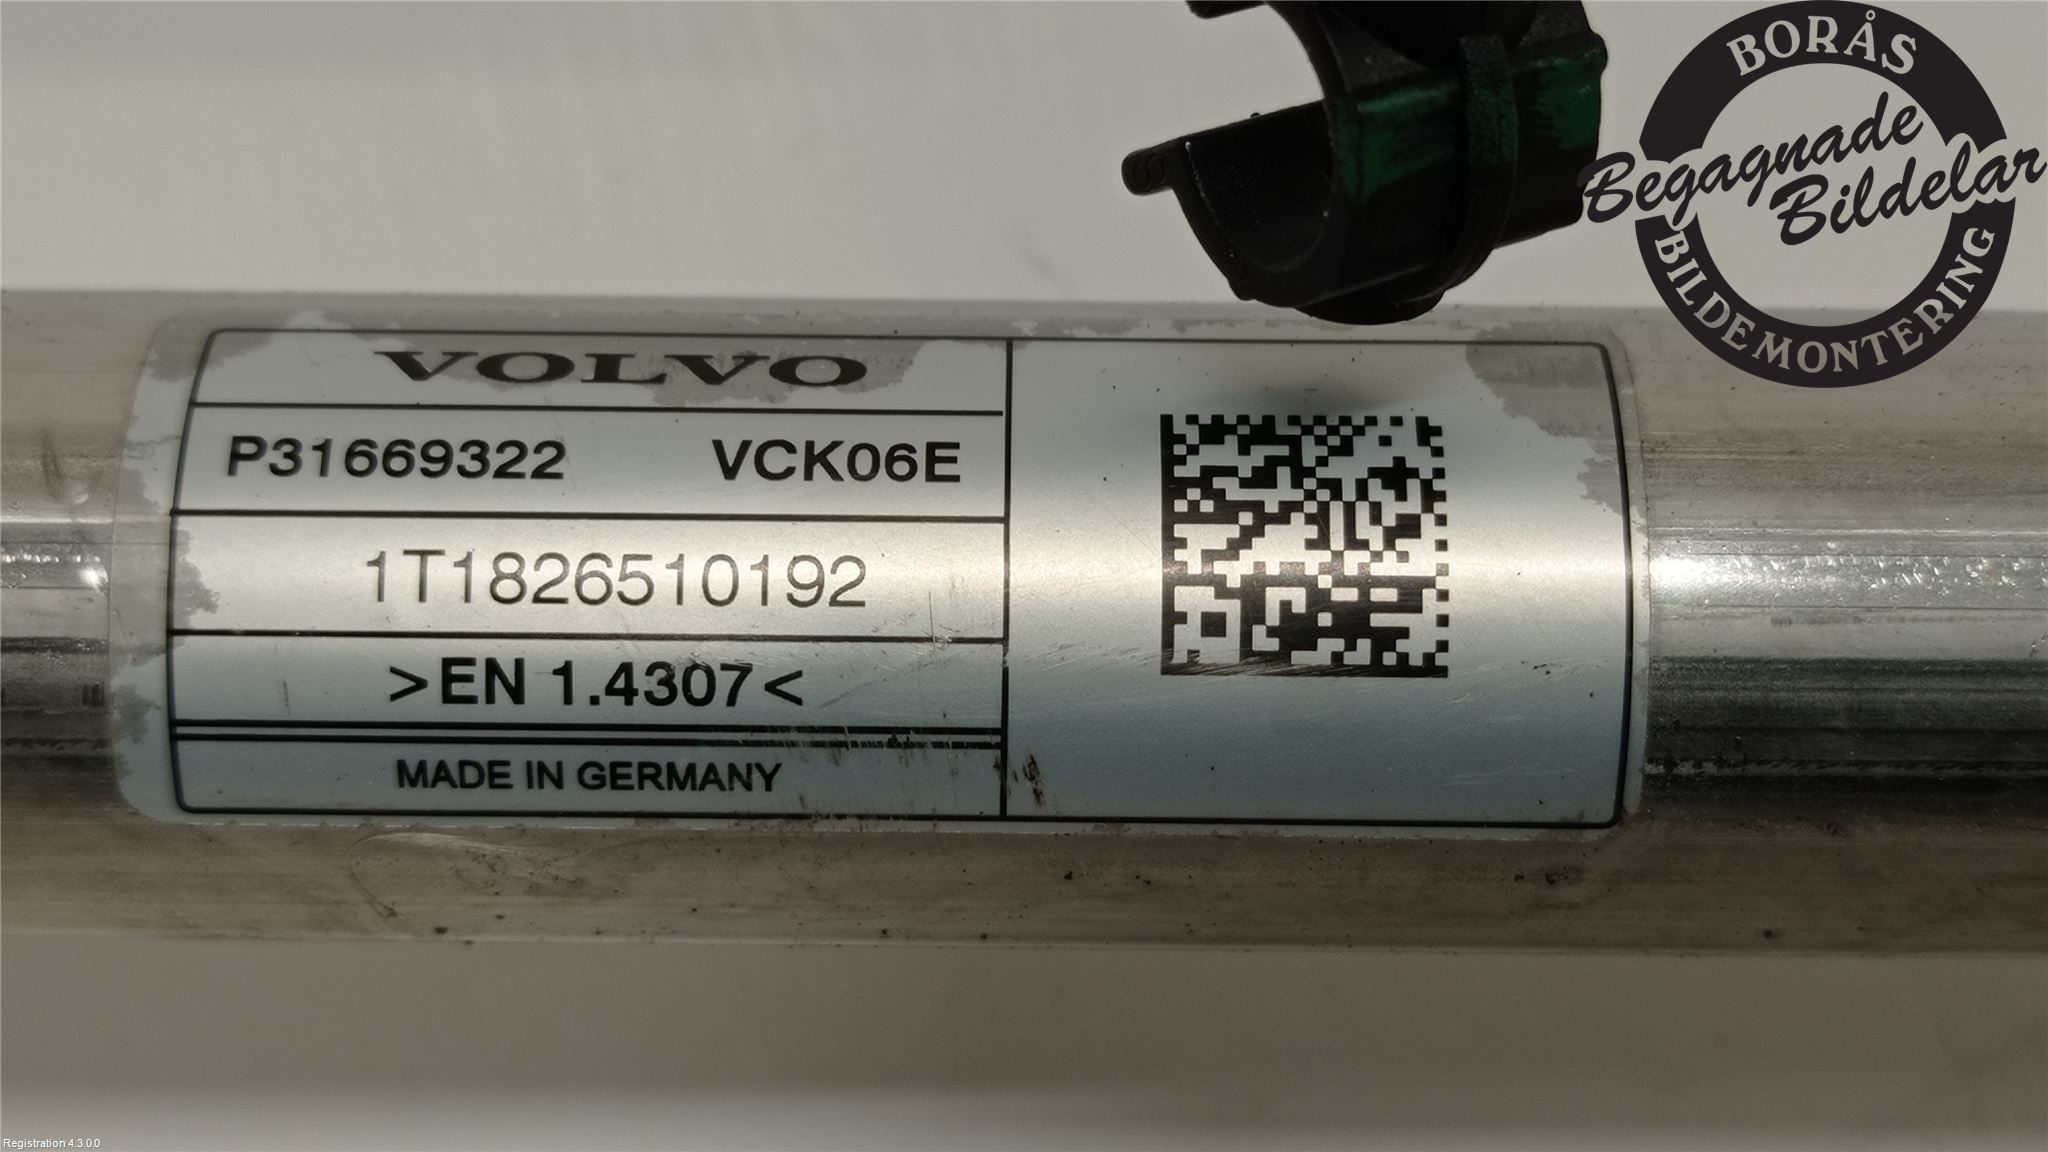 BORÅS
Begagnade
Bildelar
BILDEMONTERING
VOLVO
P31669322 VCK06E
1T1826510192
>EN 1.4307<
MADE IN GERMANY
Registration 4.3.0.0